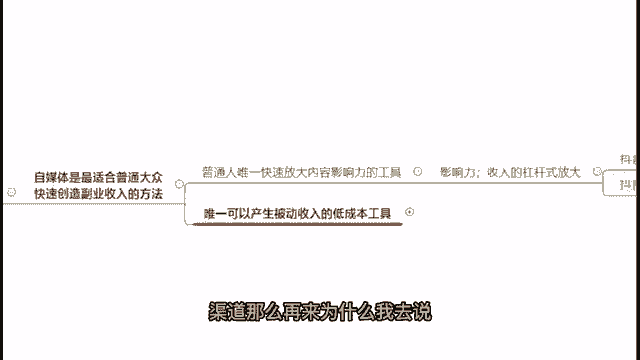 自媒体是最适合普通大众
快速创造副业收入的方法
普通人唯一快速放大内容影响力的工具
影响力；收入的杠杆式放大
唯一可以产生被动收入的低成本工具
渠道那么再来为什么我去说